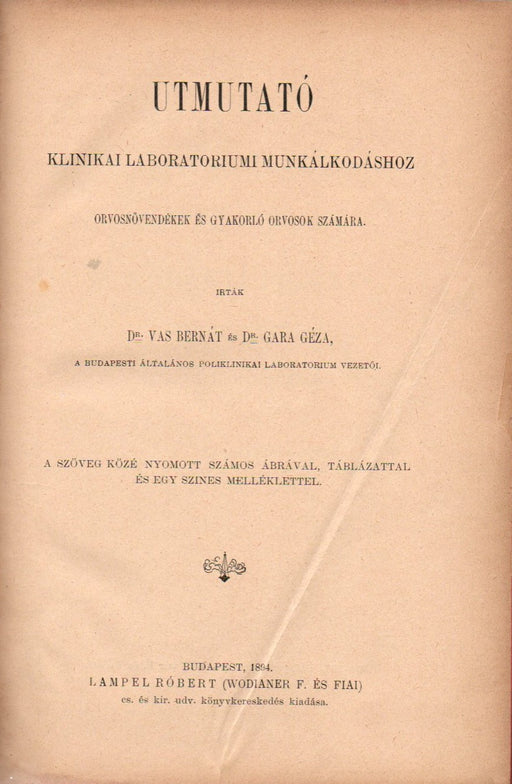 UTMUTATÓ
KLINIKAI LABORATORIUMI MUNKÁLKODÁSHOZ
ORVOSNÖVENDÉKEK ÉS GYAKORLÓ ORVOSOK SZÁMÁRA.
IRTÁK
DR. VAS BERNÁT ÉS DR. GARA GÉZA,
A BUDAPESTI ÁLTALÁNOS POLIKLINIKAI LABORATORIUM VEZETŐI.
A SZÖVEG KÖZÉ NYOMOTT SZÁMOS ÁBRÁVAL, TÁBLÁZATTAL
ÉS EGY SZINES MELLÉKLETTEL.
BUDAPEST, 1894.
LAMPEL RÓBERT (WODIANER F. ÉS FIAI)
cs. és kir. udv. könyvkereskedés kiadása.